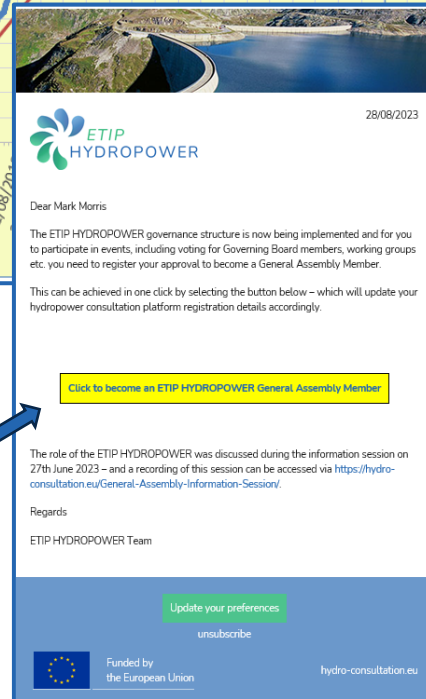 28/08/2023
ETIP
HYDROPOWER
Dear Mark Morris
The ETIP HYDROPOWER governance structure is now being implemented and for you
to participate in events, including voting for Governing Board members, working groups
etc. you need to register your approval to become a General Assembly Member.
This can be achieved in one click by selecting the button below – which will update your
hydropower consultation platform registration details accordingly.
Click to become an ETIP HYDROPOWER General Assembly Member
The role of the ETIP HYDROPOWER was discussed during the information session on
27th June 2023 – and a recording of this session can be accessed via https://hydro-
consultation.eu/General-Assembly-Information-Session/.
Regards
ETIP HYDROPOWER Team
Update your preferences
unsubscribe
Funded by
the European Union
hydro-consultation.eu